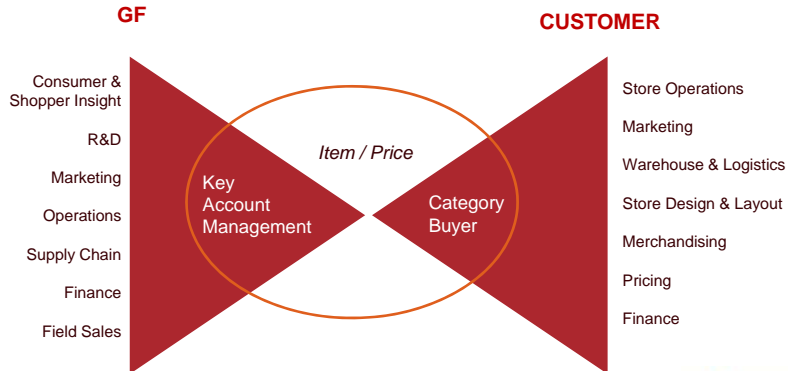 GF
CUSTOMER
Consumer &
Shopper Insight
R&D
Marketing
Operations
Supply Chain
Finance
Field Sales
Key
Account
Management
Item / Price
Category
Buyer
Store Operations
Marketing
Warehouse & Logistics
Store Design & Layout
Merchandising
Pricing
Finance